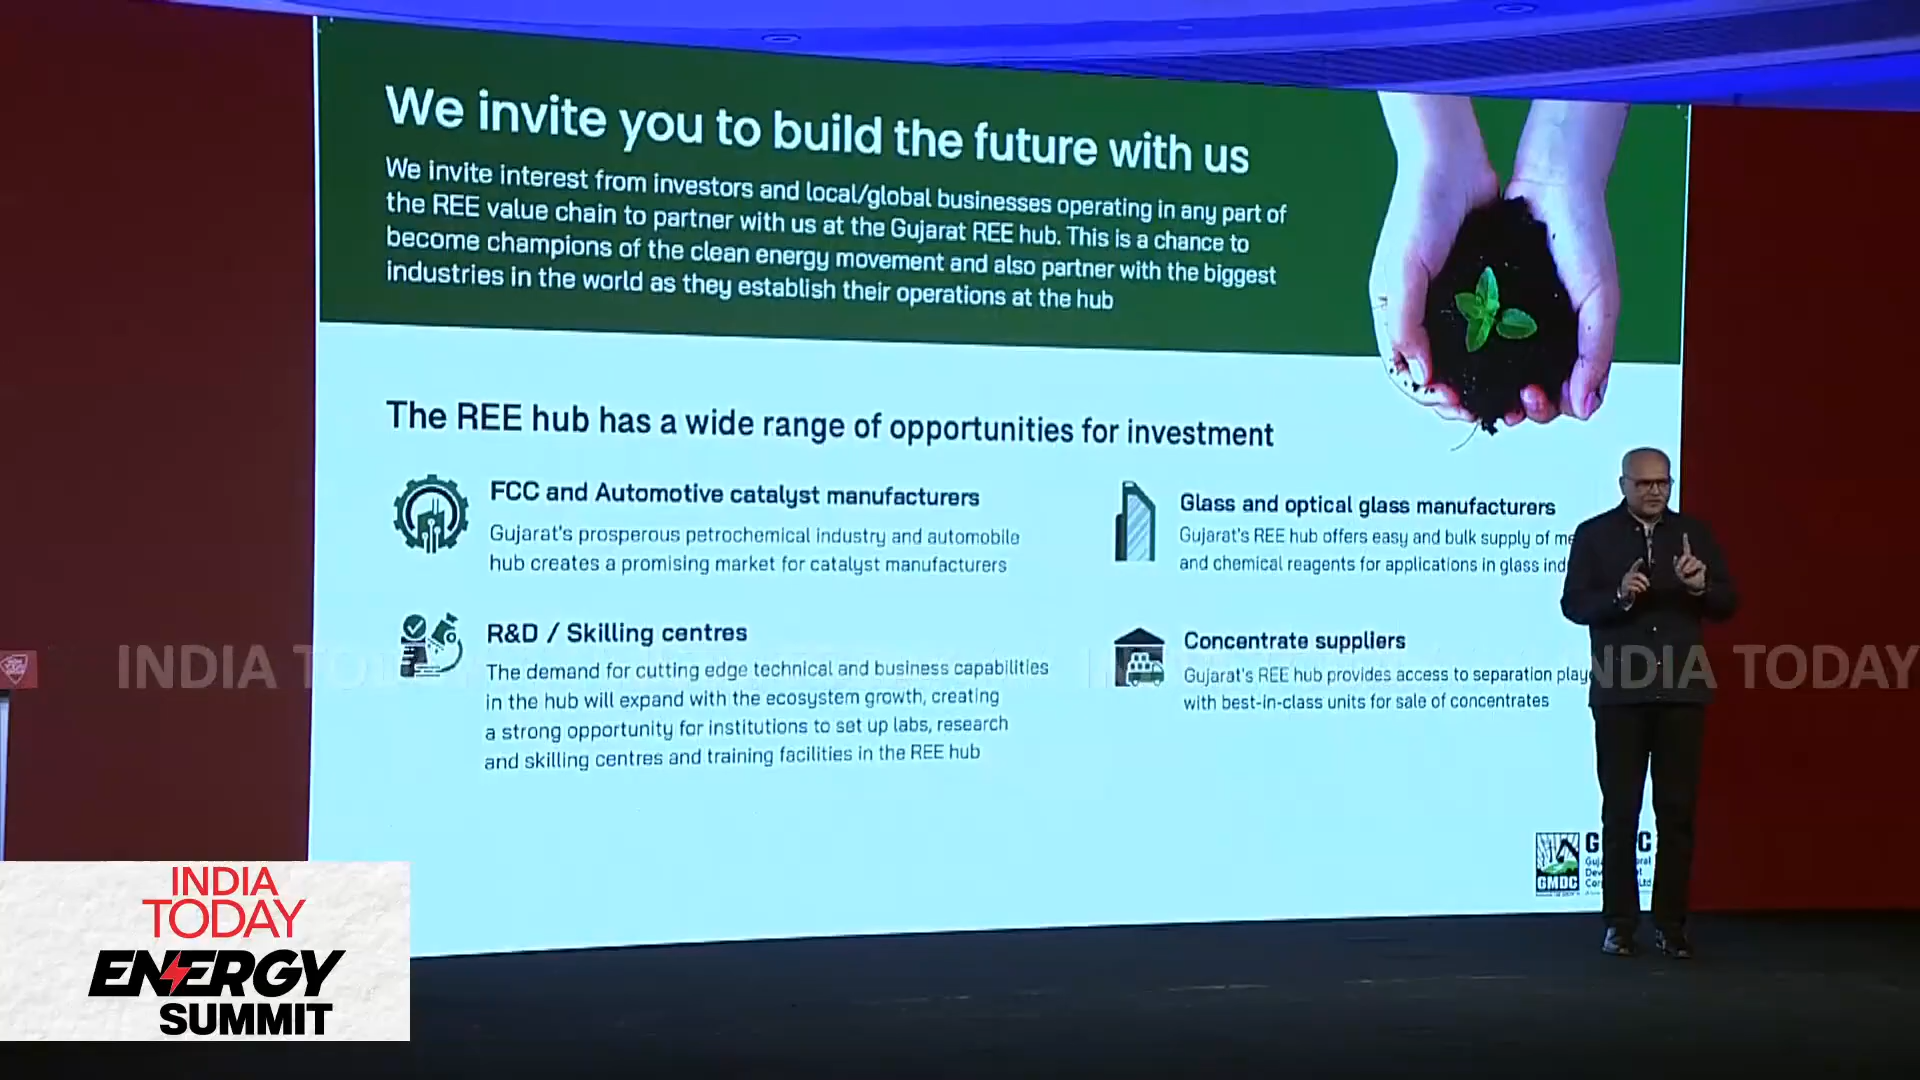 We invite you to build the future with us
We invite interest from investors and local/global businesses operating in any part of
the REE value chain to partner with us at the Gujarat REE hub. This is a chance to
become champions of the clean energy movement and also partner with the biggest
industries in the world as they establish their operations at the hub
The REE hub has a wide range of opportunities for investment
FCC and Automotive catalyst manufacturers
Gujarat's prosperous petrochemical industry and automobile
hub creates a promising market for catalyst manufacturers
R&D / Skilling centres
The demand for cutting edge technical and business capabilities
in the hub will expand with the ecosystem growth, creating
a strong opportunity for institutions to set up labs, research
and skilling centres and training facilities in the REE hub
Glass and optical glass manufacturers
Gujarat's REE hub offers easy and bulk supply of
and chemical reagents for applications in glass
Concentrate suppliers
Gujarat's REE hub provides access to separation
with best-in-class units for sale of concentrates
INDIA TODAY
INDIA TODAY
GMDC
INDIA
TODAY
ENERGY
SUMMIT